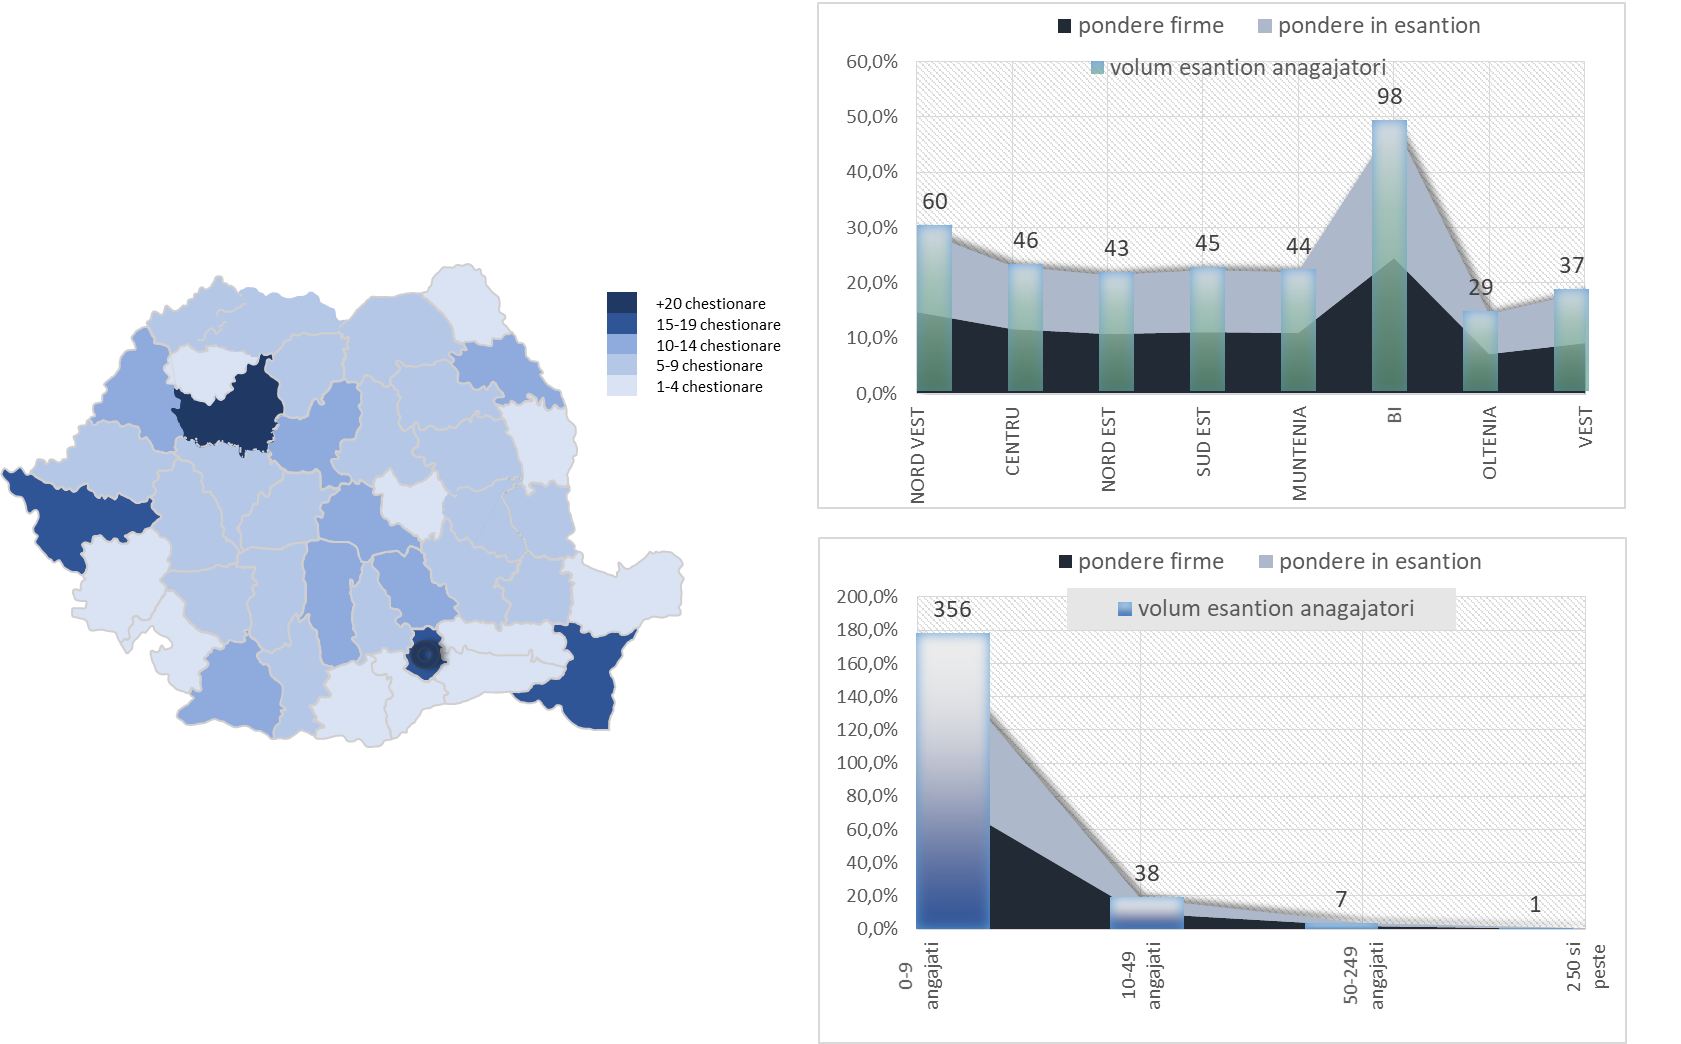 +20 chestionare
15-19 chestionare
10-14 chestionare
5-9 chestionare
1-4 chestionare
pondere firme
pondere in esantion
volum esantion anagajatori
60,0%
50,0%
40,0%
30,0%
20,0%
10,0%
0,0%
60
46
43
45
44
98
29
37
NORD VEST
CENTRU
NORD EST
SUD EST
MUNTENIA
BI
OLTENIA
VEST
pondere firme
pondere in esantion
volum esantion anagajatori
200,0%
180,0%
160,0%
140,0%
120,0%
100,0%
80,0%
60,0%
40,0%
20,0%
0,0%
356
38
7
1
0-9
angajati
10-49
angajati
50-249
angajati
250 si
peste